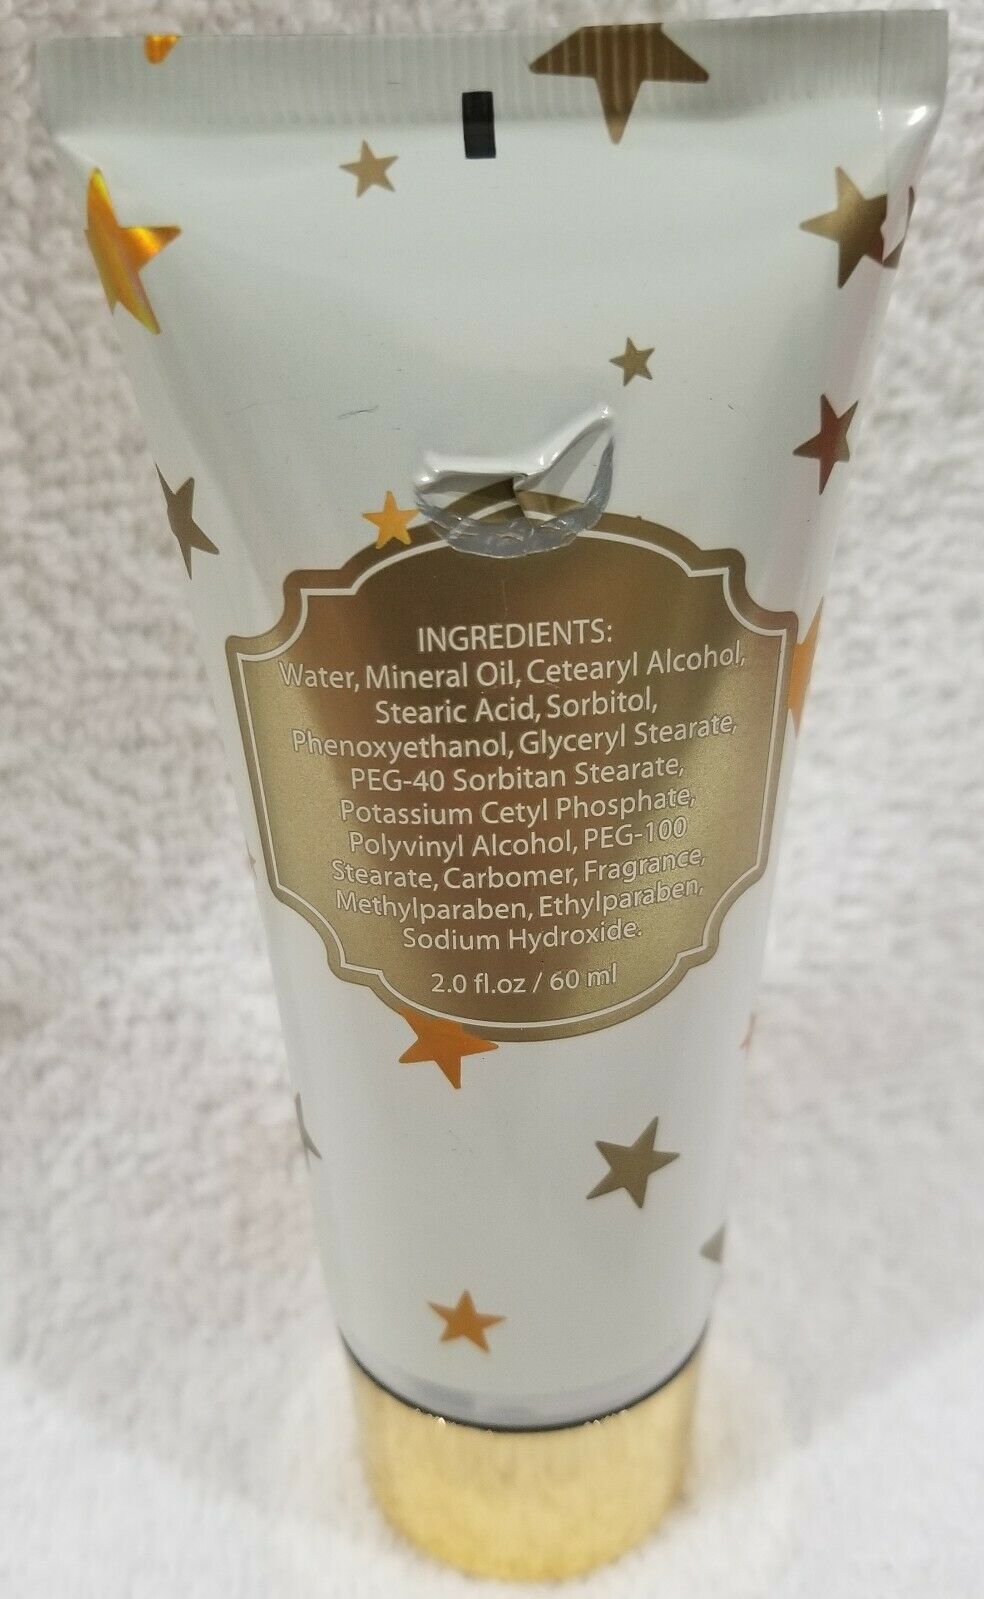 INGREDIENTS:
Water, Mineral Oil, Cetearyl Alcohol,
Stearic Acid, Sorbitol,
Phenoxyethanol, Glyceryl Stearate,
PEG-40 Sorbitan Stearate,
Potassium Cetyl Phosphate,
Polyvinyl Alcohol, PEG-100
Stearate, Carbomer, Fragrance,
Methylparaben, Ethylparaben,
Sodium Hydroxide.
2.0 fl.oz / 60 ml